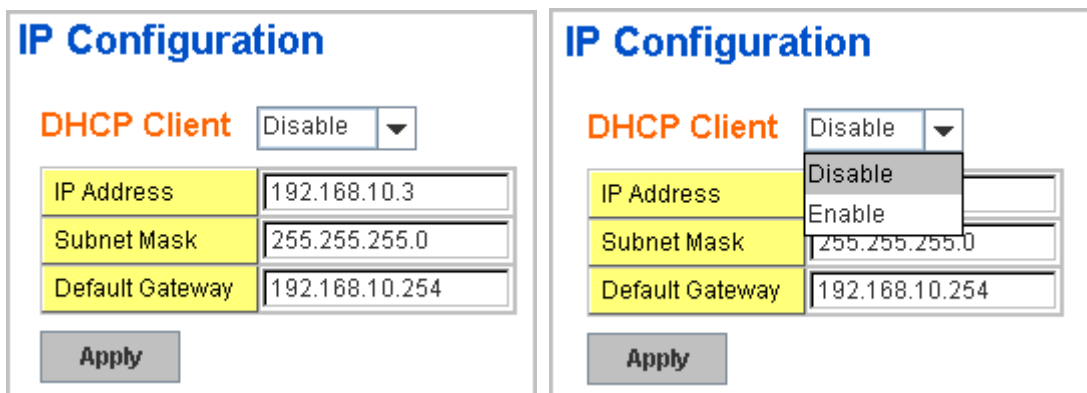 IP Configuration
DHCP Client Disable
IP Address 192.168.10.3
Subnet Mask 255.255.255.0
Default Gateway 192.168.10.254
Apply
IP Configuration
DHCP Client Disable
Disable
IP Address
Enable
Subnet Mask 255.255.255.0
Default Gateway 192.168.10.254
Apply